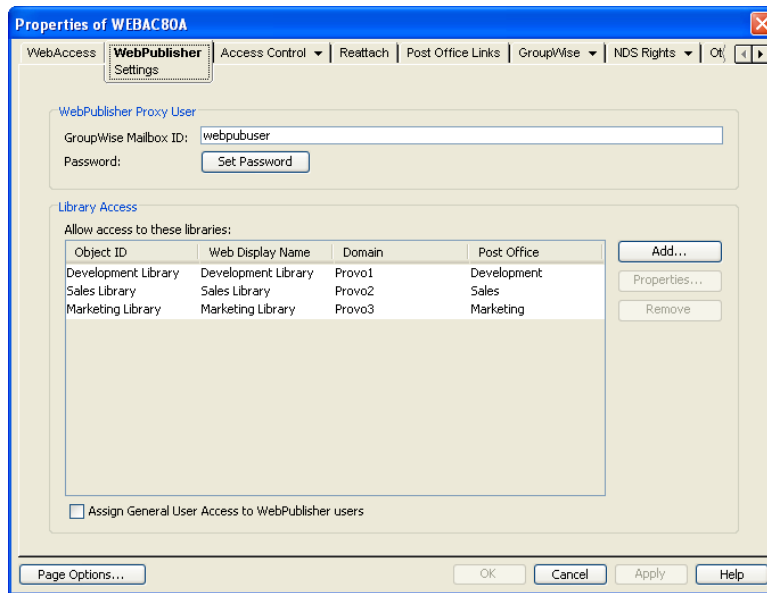 Properties of WEBAC80A
WebAccess WebPublisher Access Control Reattach Post Office Links GroupWise NDS Rights
Settings
WebPublisher Proxy User
GroupWise Mailbox ID: webpubuser
Password: Set Password
Library Access
Allow access to these libraries:
Object ID Web Display Name Domain Post Office Add...
Development Library Development Library Provo1 Development Properties...
Sales Library Sales Library Provo2 Sales
Marketing Library Marketing Library Provo3 Marketing Remove
Assign General User Access to WebPublisher users
Page Options... OK Cancel Apply Help